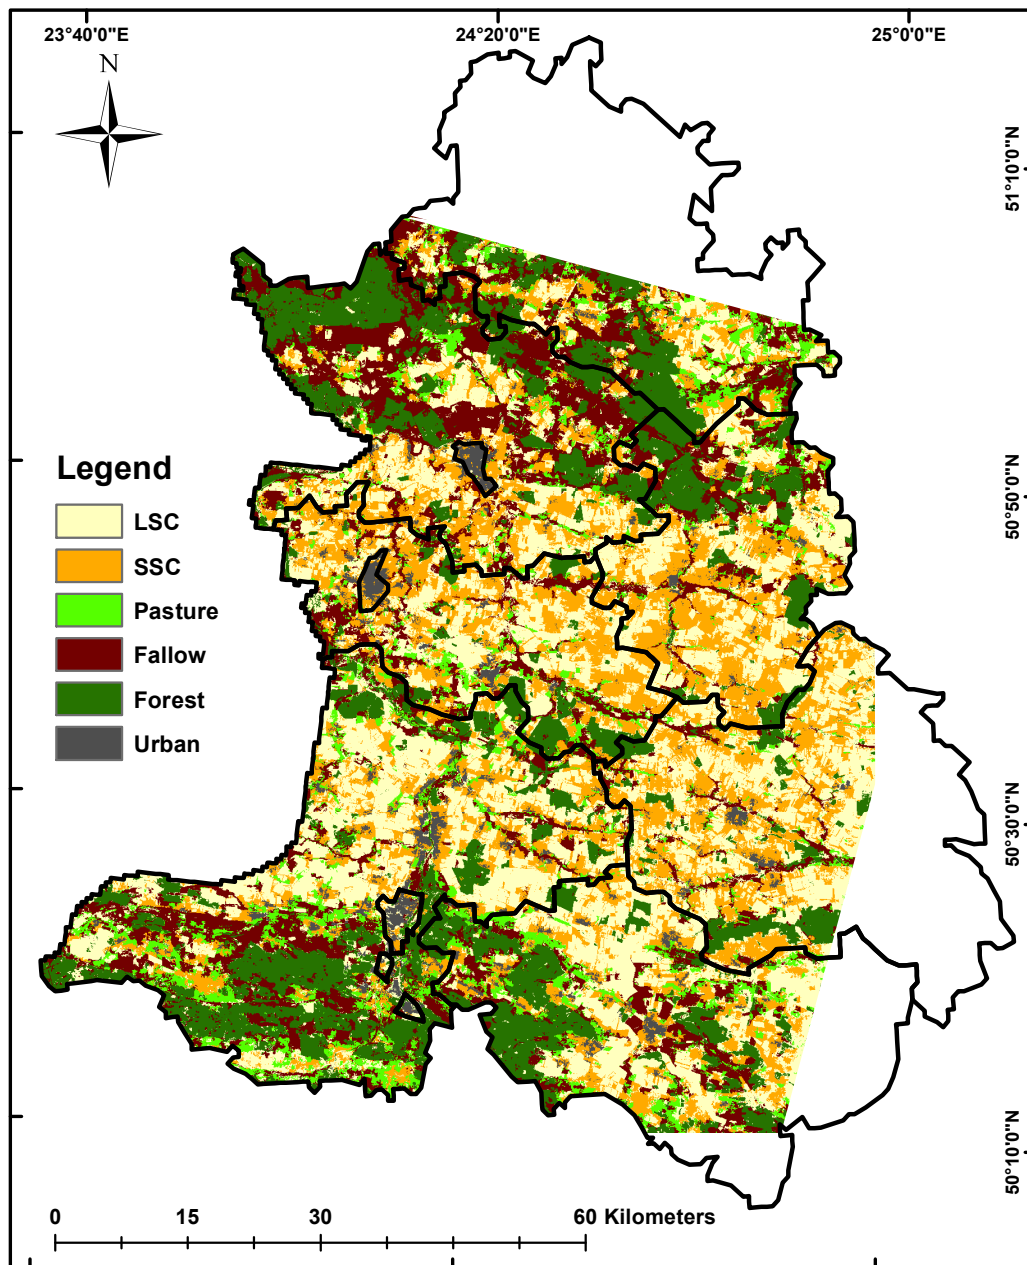 23°40'0"E 24°20'0"E 25°0'0"E
N
51°10'0"N
50°50'0"N
50°30'0"N
50°10'0"N
Legend
LSC
SSC
Pasture
Fallow
Forest
Urban
0 15 30 60 Kilometers